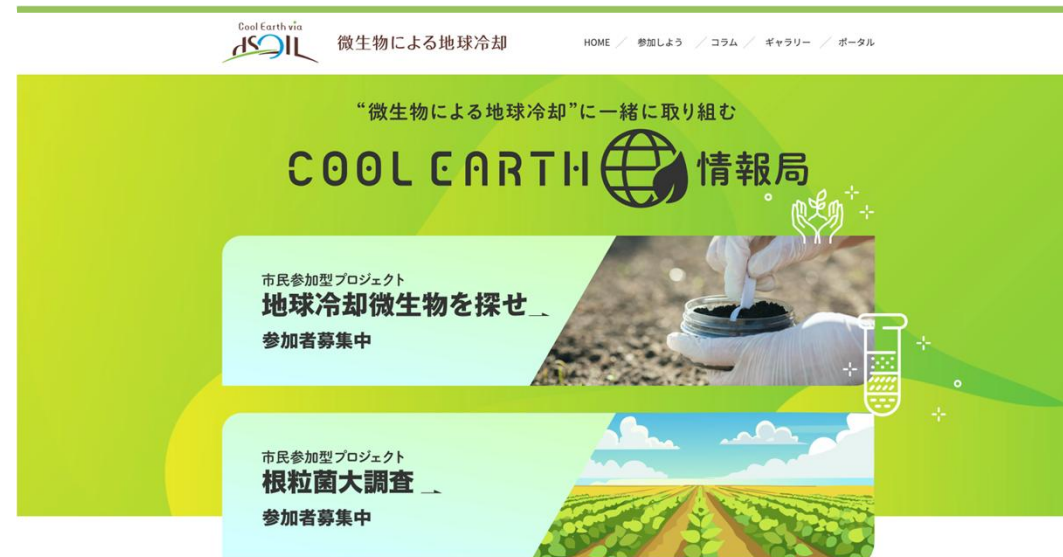 Cool Earth via
dSOIL
微生物による地球冷却
HOME ／ 参加しよう ／ コラム ／ ギャラリー ／ ポータル
“微生物による地球冷却”に一緒に取り組む
COOL EARTH 情報局
市民参加型プロジェクト
地球冷却微生物を探せ
参加者募集中
市民参加型プロジェクト
根粒菌大調査
参加者募集中